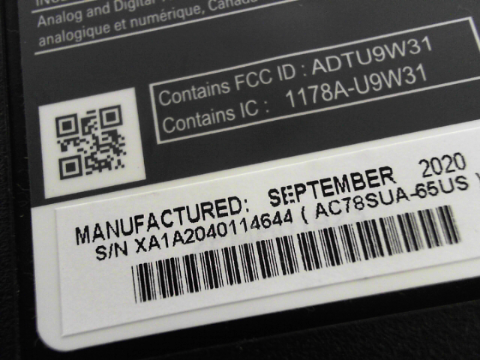 Analog and Digital
analogique et numérique, Canada
Contains FCC ID : ADTU9W31
Contains IC : 1178A-U9W31
MANUFACTURED: SEPTEMBER 2020
S/N XA1A2040114644 ( AC78SUA-65US )